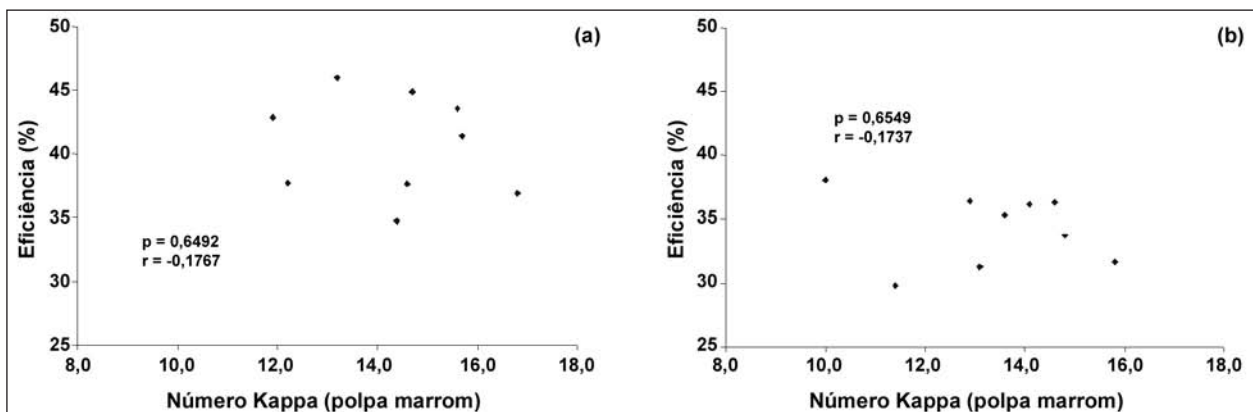 50
(a)
45
40
35
30
25
Eficiência (%)
p = 0,6492
r = -0,1767
8,0 10,0 12,0 14,0 16,0 18,0
Número Kappa (polpa marrom)
50
(b)
45
40
35
30
25
Eficiência (%)
p = 0,6549
r = -0,1737
8,0 10,0 12,0 14,0 16,0 18,0
Número Kappa (polpa marrom)